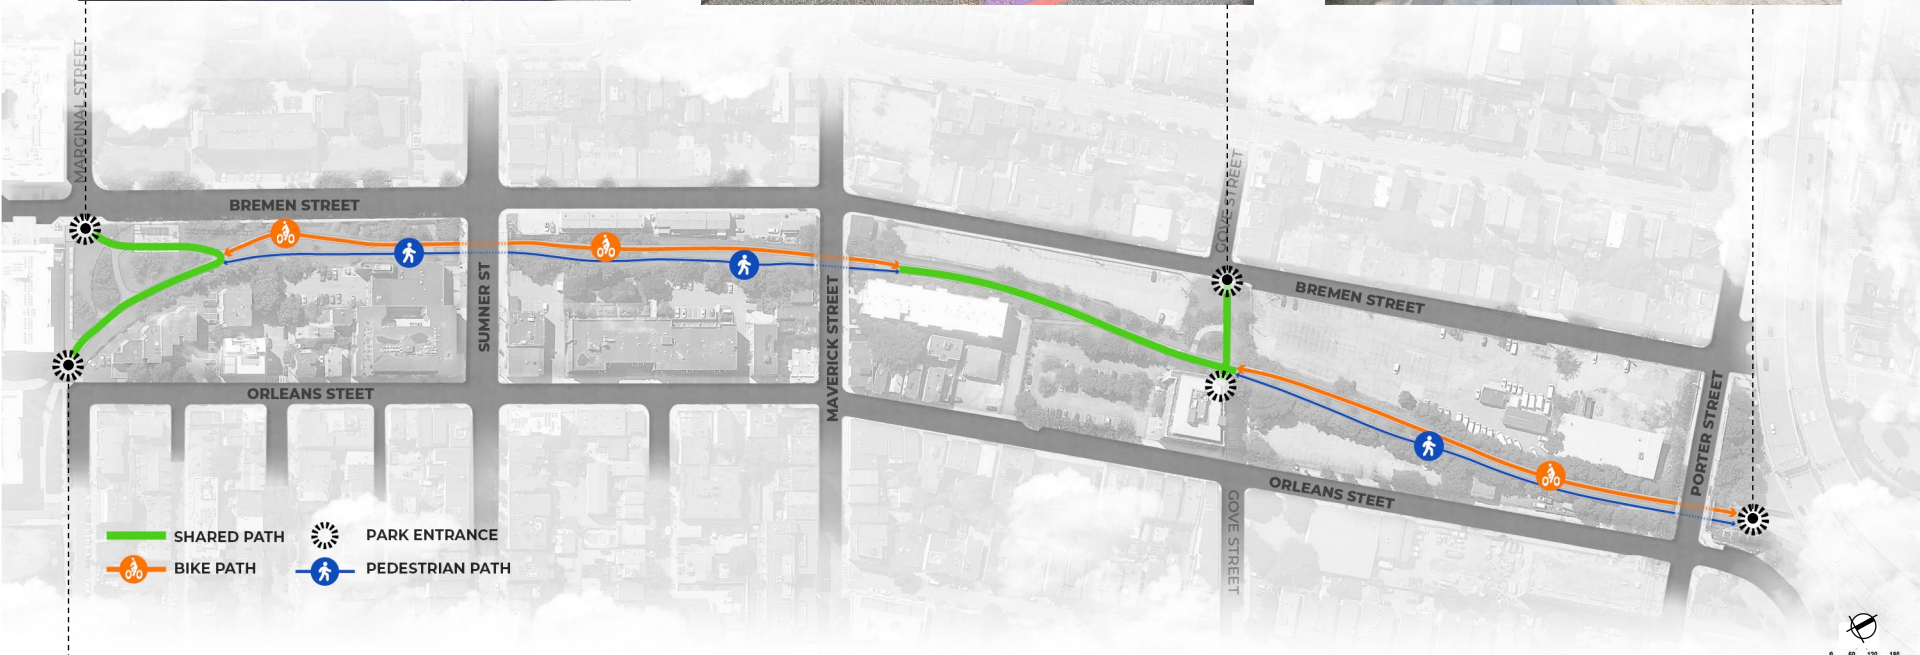 MARGINAL STREET
BREMEN STREET
SUMNER ST
MAVERICK STREET
GOVE STREET
BREMEN STREET
ORLEANS STREET
PORTER STREET
ORLEANS STEET
GOVE STREET
SHARED PATH
PARK ENTRANCE
BIKE PATH
PEDESTRIAN PATH